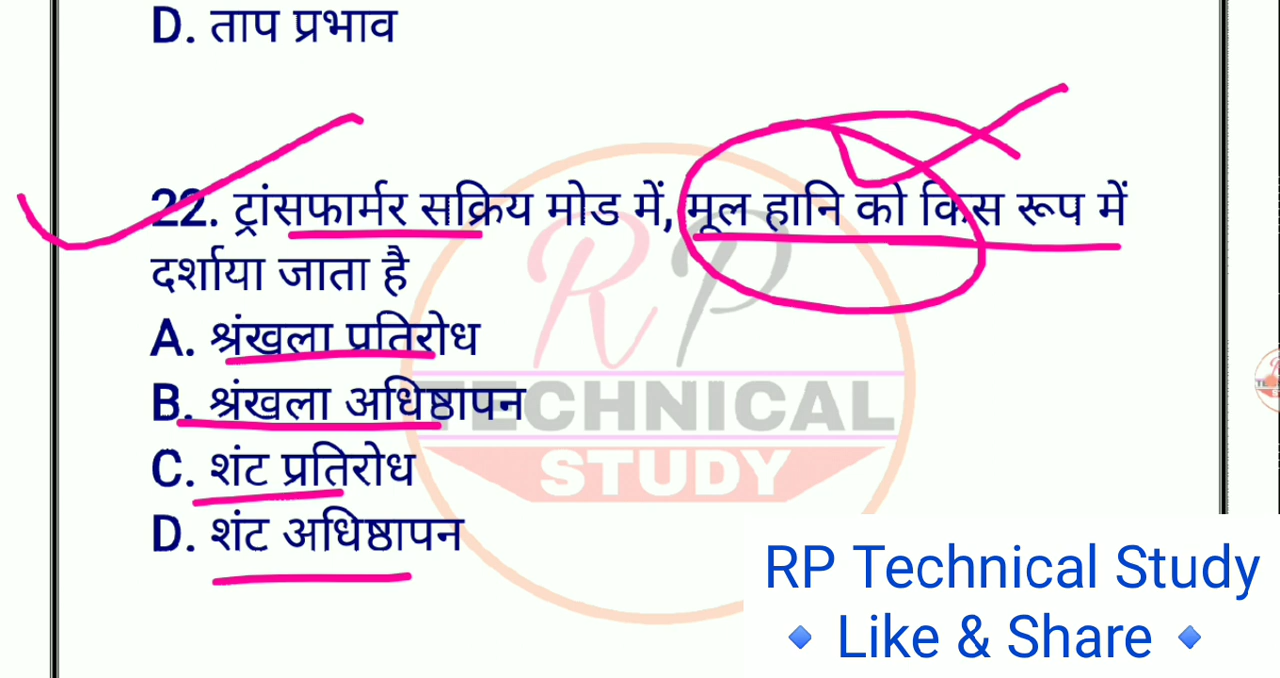 D. ताप प्रभाव
22. ट्रांसफार्मर सक्रिय मोड में, मूल हानि को किस रूप में
दर्शाया जाता है
A. श्रंखला प्रतिरोध
B. श्रंखला अधिष्ठापन
C. शंट प्रतिरोध
D. शंट अधिष्ठापन
RP
TECHNICAL
STUDY
RP Technical Study
🔹 Like & Share 🔹